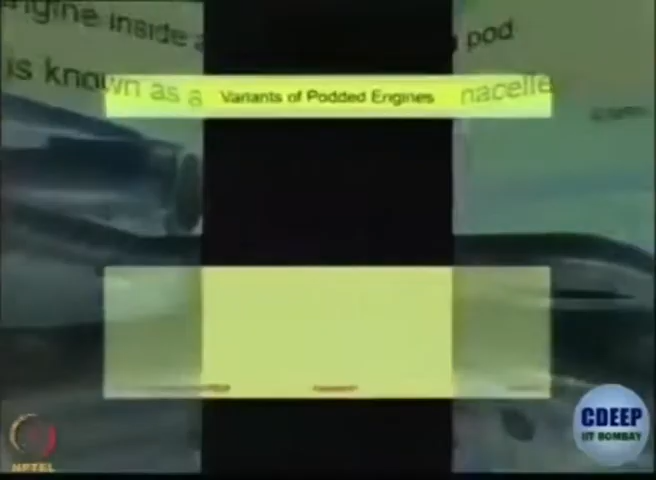 engine inside a
pod
is known as a
nacelle
Variants of Podded Engines
CDEEP
IIT BOMBAY
NPTEL